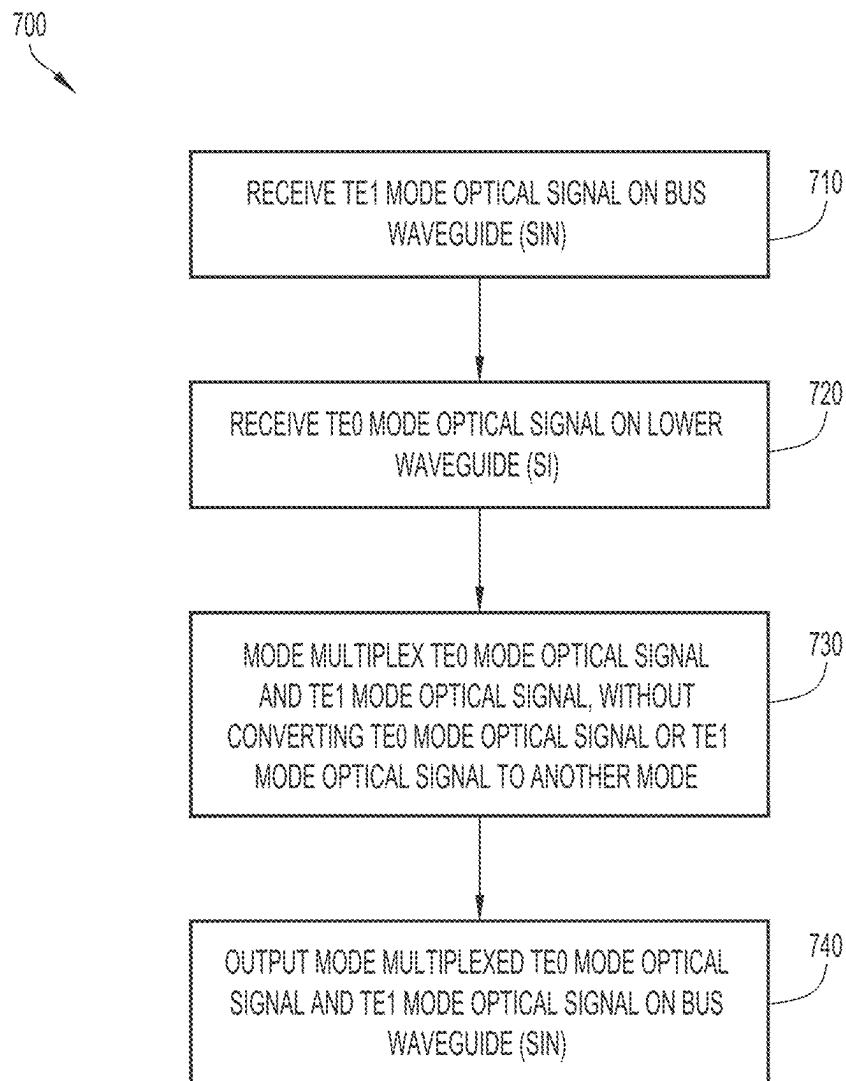 700
RECEIVE TE1 MODE OPTICAL SIGNAL ON BUS
WAVEGUIDE (SIN)
710
RECEIVE TE0 MODE OPTICAL SIGNAL ON LOWER
WAVEGUIDE (SI)
720
MODE MULTIPLEX TE0 MODE OPTICAL SIGNAL
AND TE1 MODE OPTICAL SIGNAL, WITHOUT
CONVERTING TE0 MODE OPTICAL SIGNAL OR TE1
MODE OPTICAL SIGNAL TO ANOTHER MODE
730
OUTPUT MODE MULTIPLEXED TE0 MODE OPTICAL
SIGNAL AND TE1 MODE OPTICAL SIGNAL ON BUS
WAVEGUIDE (SIN)
740